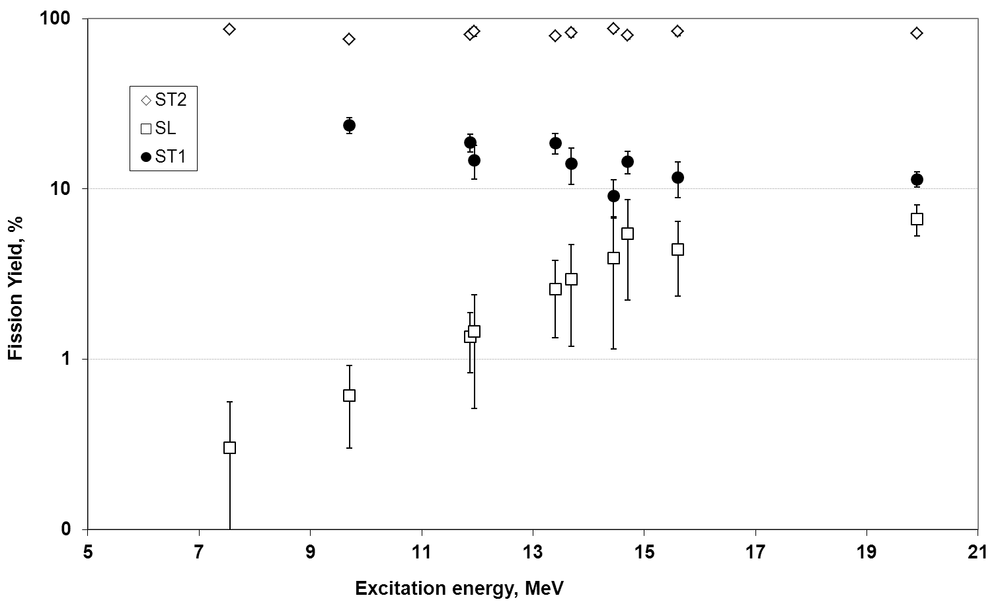 100
10
1
0
Fission Yield, %
ST2
SL
ST1
5 7 9 11 13 15 17 19 21
Excitation energy, MeV